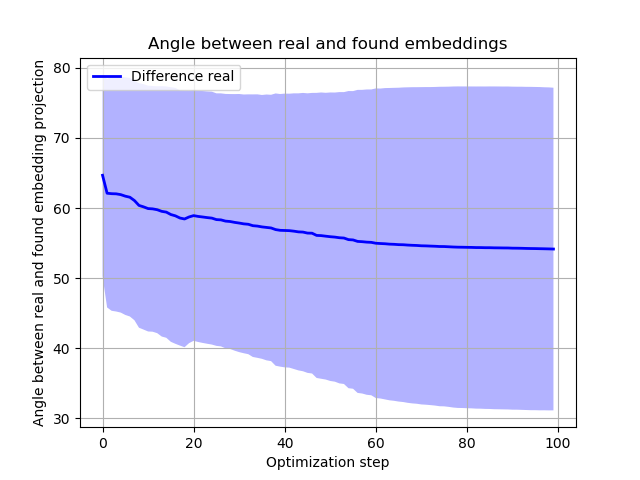 Angle between real and found embeddings
Difference real
Angle between real and found embedding projection
80
70
60
50
40
30
0 20 40 60 80 100
Optimization step